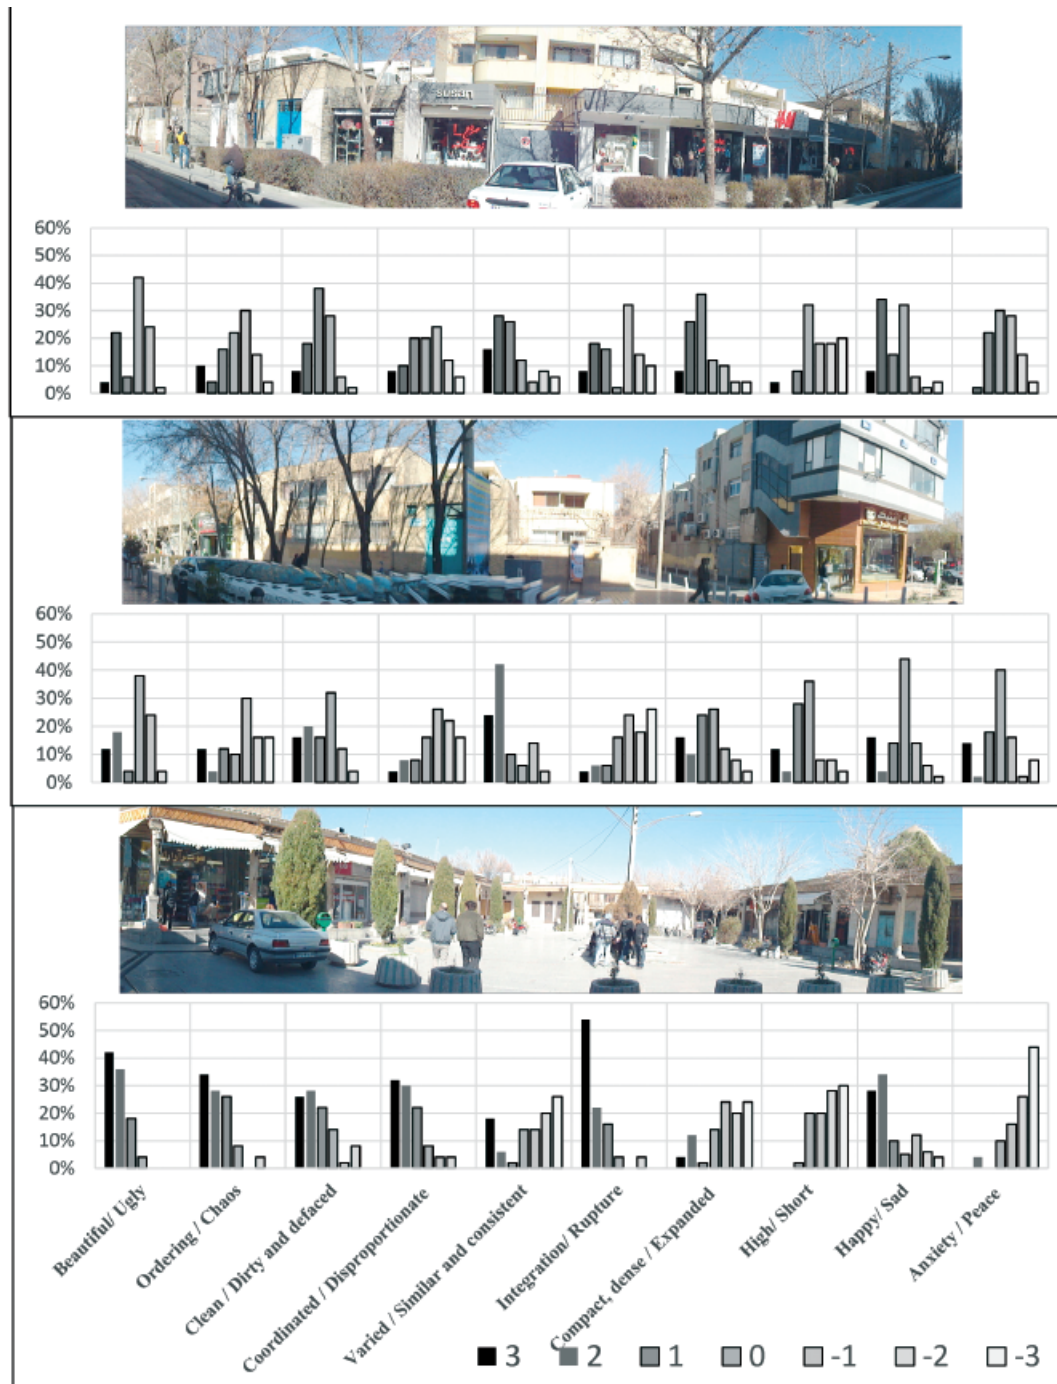 susan
60%
50%
40%
30%
20%
10%
0%
60%
50%
40%
30%
20%
10%
0%
60%
50%
40%
30%
20%
10%
0%
Beautiful/ Ugly
Ordering / Chaos
Clean / Dirty and defaced
Coordinated / Disproportionate
Varied / Similar and consistent
Integration/ Rupture
Compact, dense / Expanded
High/ Short
Happy/ Sad
Anxiety / Peace
3 2 1 0 -1 -2 -3